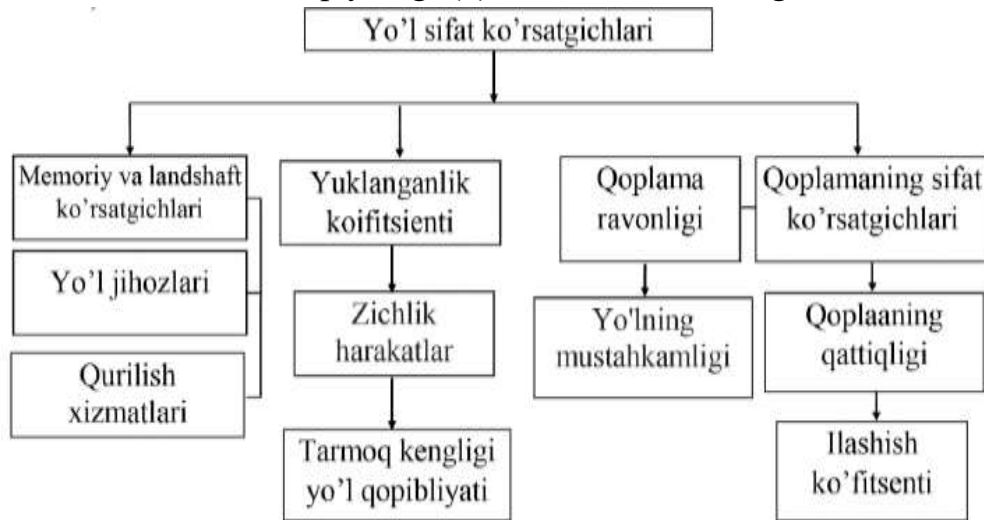 Yo’l sifat ko’rsatgichlari
Memoriy va landshaft
ko’rsatgichlari
Yo’l jihozlari
Qurilish
xizmatlari
Yuklanganlik
koifitsienti
Zichlik
harakatlar
Tarmoq kengligi
yo’l qopibliyati
Qoplama
ravonligi
Yo'lning
mustahkamligi
Qoplamaning sifat
ko’rsatgichlari
Qoplaaning
qattiqligi
Ilashish
ko’fitsenti